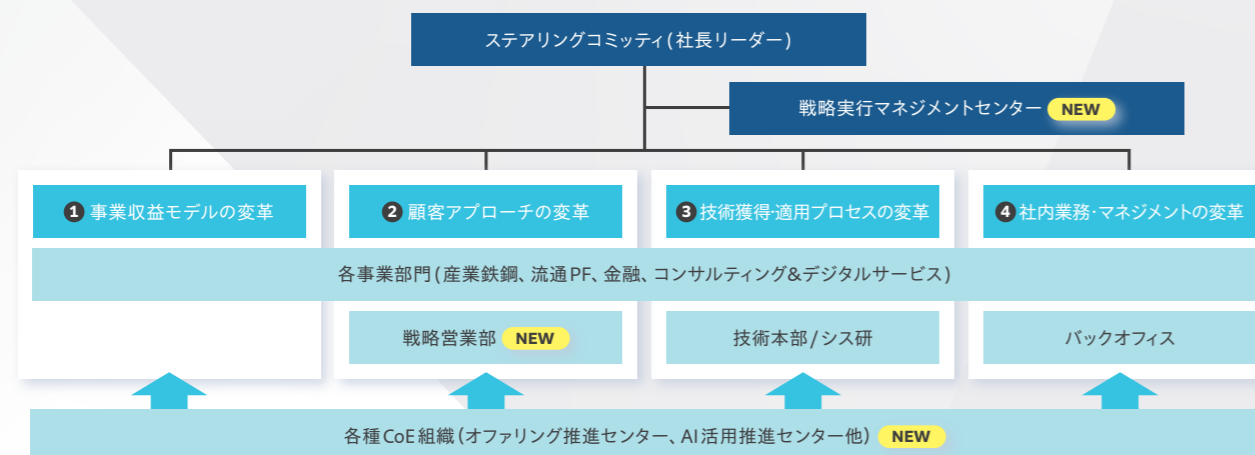 ステアリングコミッティ(社長リーダー)
戦略実行マネジメントセンター NEW
❶ 事業収益モデルの変革
❷ 顧客アプローチの変革
❸ 技術獲得・適用プロセスの変革
❹ 社内業務・マネジメントの変革
各事業部門(産業鉄鋼、流通PF、金融、コンサルティング&デジタルサービス)
戦略営業部 NEW
技術本部/シス研
バックオフィス
各種CoE組織(オファリング推進センター、AI活用推進センター他) NEW